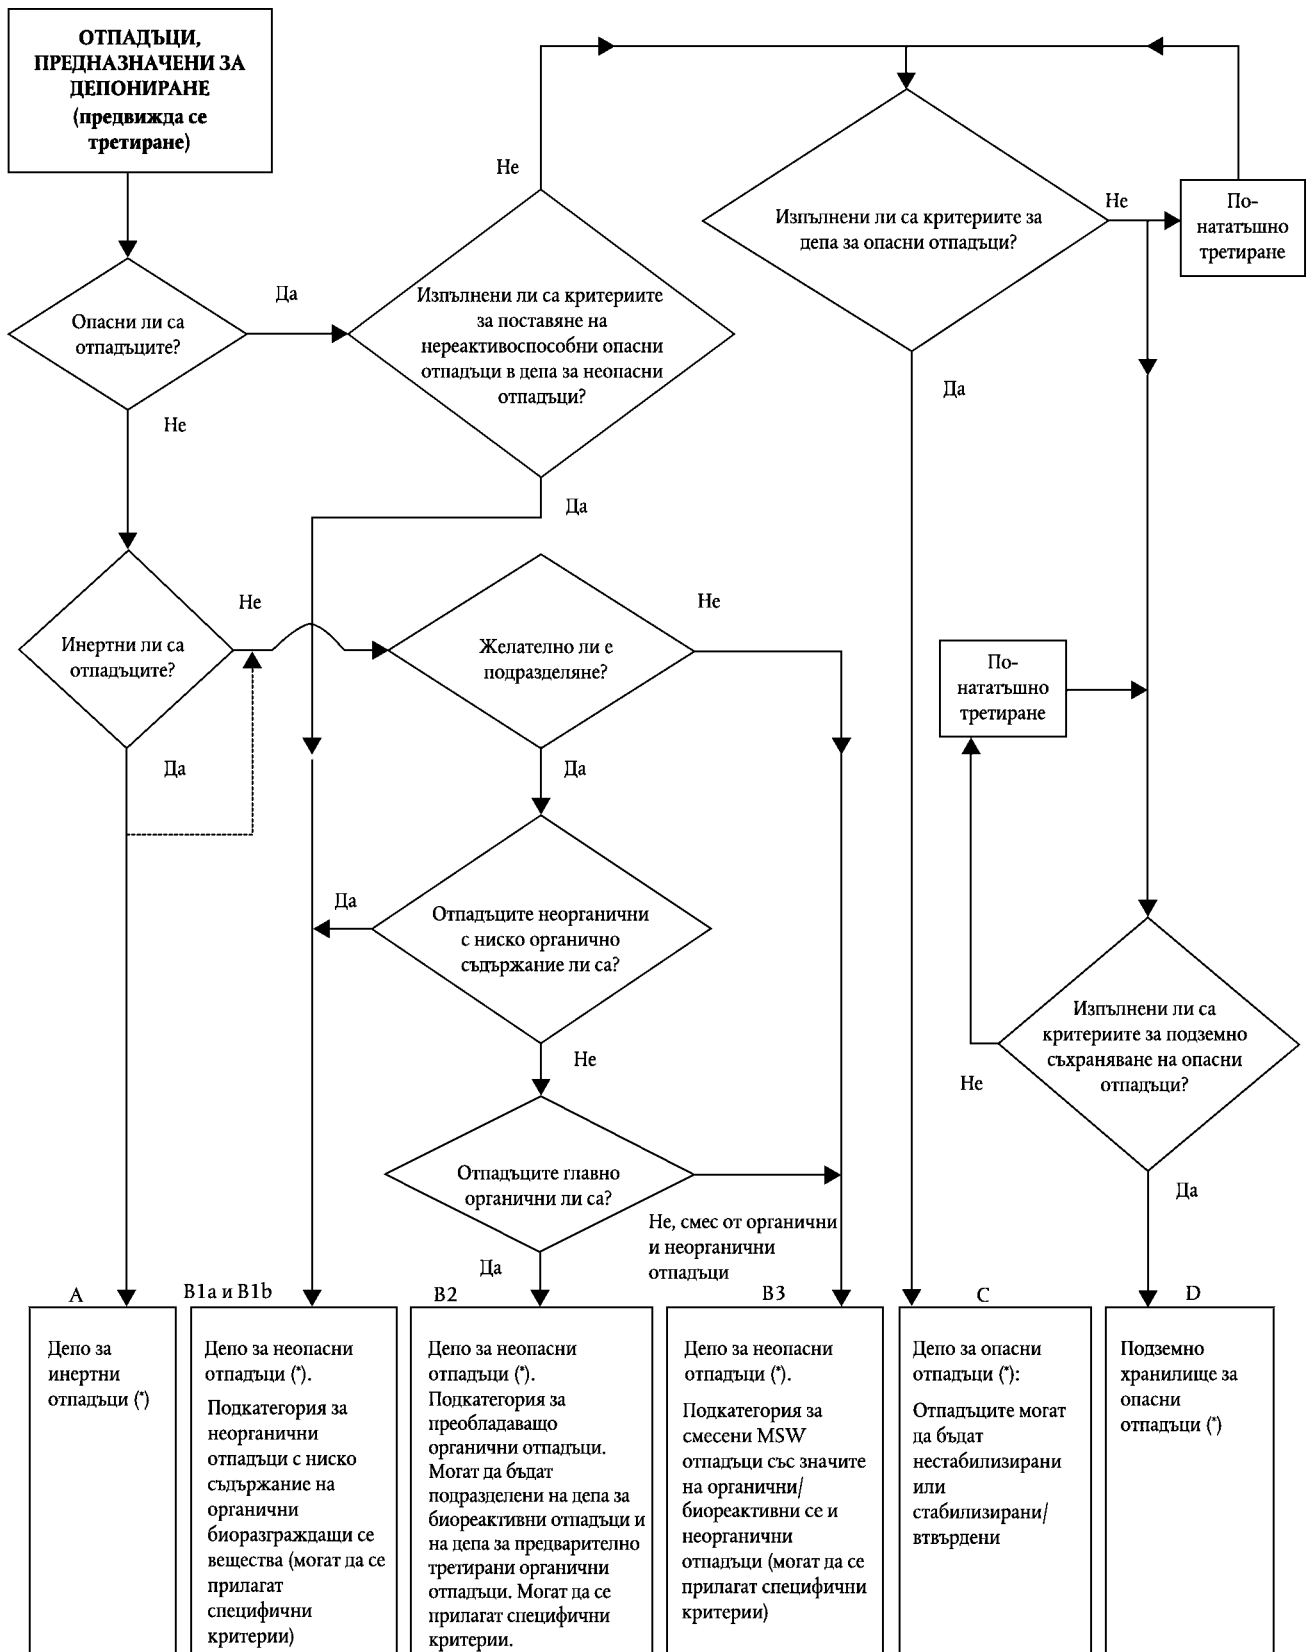 ОТПАДЪЦИ,
ПРЕДНАЗНАЧЕНИ ЗА
ДЕПОНИРАНЕ
(предвижда се
третиране)
Не
Изпълнени ли са критериите за
депа за опасни отпадъци?
Не
По-
нататъшно
третиране
Опасни ли са
отпадъците?
Да
Изпълнени ли са критериите
за поставяне на
нереактивоспособни опасни
отпадъци в депа за неопасни
отпадъци?
Да
Не
Да
Инертни ли са
отпадъците?
Не
Желателно ли е
подразделяне?
Не
По-
нататъшно
третиране
Да
Да
Да
Отпадъците неорганични
с ниско органично
съдържание ли са?
Изпълнени ли са
критериите за подземно
съхраняване на опасни
отпадъци?
Не
Не
Отпадъците главно
органични ли са?
Да
Не, смес от органични
и неорганични
отпадъци
Да
A
B1a и B1b
B2
B3
C
D
Депо за
инертни
отпадъци (*)
Депо за неопасни
отпадъци (*).
Подкатегория за
неорганични
отпадъци с ниско
съдържание на
органични
биоразграждащи се
вещества (могат да се
прилагат
специфични
критерии)
Депо за неопасни
отпадъци (*).
Подкатегория за
преобладаващо
органични отпадъци.
Могат да бъдат
подразделени на депа за
биореактивни отпадъци и
на депа за предварително
третирани органични
отпадъци. Могат да се
прилагат специфични
критерии.
Депо за неопасни
отпадъци (*).
Подкатегория за
смесени MSW
отпадъци със значите
на органични/
биореактивни се и
неорганични
отпадъци (могат да се
прилагат специфични
критерии)
Депо за опасни
отпадъци (*):
Отпадъците могат
да бъдат
нестабилизирани
или
стабилизирани/
втвърдени
Подземно
хранилище за
опасни
отпадъци (*)